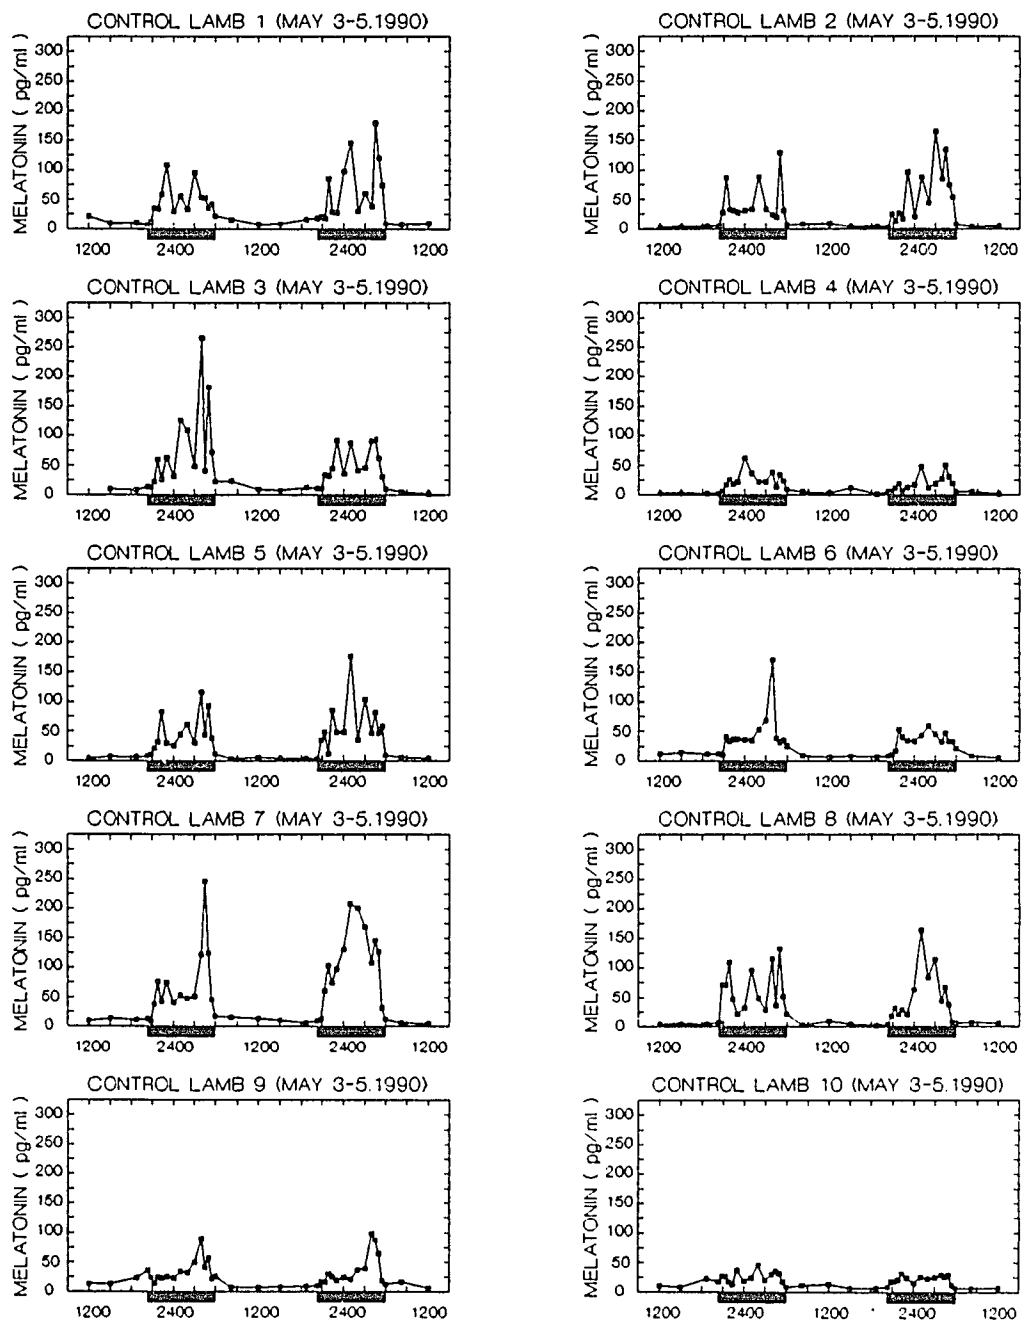 CONTROL LAMB 1 (MAY 3-5.1990)
MELATONIN ( pg/ml )
300
250
200
150
100
50
0
1200 2400 1200 2400 1200
CONTROL LAMB 2 (MAY 3-5.1990)
MELATONIN ( pg/ml )
300
250
200
150
100
50
0
1200 2400 1200 2400 1200
CONTROL LAMB 3 (MAY 3-5.1990)
MELATONIN ( pg/ml )
300
250
200
150
100
50
0
1200 2400 1200 2400 1200
CONTROL LAMB 4 (MAY 3-5.1990)
MELATONIN ( pg/ml )
300
250
200
150
100
50
0
1200 2400 1200 2400 1200
CONTROL LAMB 5 (MAY 3-5.1990)
MELATONIN ( pg/ml )
300
250
200
150
100
50
0
1200 2400 1200 2400 1200
CONTROL LAMB 6 (MAY 3-5.1990)
MELATONIN ( pg/ml )
300
250
200
150
100
50
0
1200 2400 1200 2400 1200
CONTROL LAMB 7 (MAY 3-5.1990)
MELATONIN ( pg/ml )
300
250
200
150
100
50
0
1200 2400 1200 2400 1200
CONTROL LAMB 8 (MAY 3-5.1990)
MELATONIN ( pg/ml )
300
250
200
150
100
50
0
1200 2400 1200 2400 1200
CONTROL LAMB 9 (MAY 3-5.1990)
MELATONIN ( pg/ml )
300
250
200
150
100
50
0
1200 2400 1200 2400 1200
CONTROL LAMB 10 (MAY 3-5.1990)
MELATONIN ( pg/ml )
300
250
200
150
100
50
0
1200 2400 1200 2400 1200